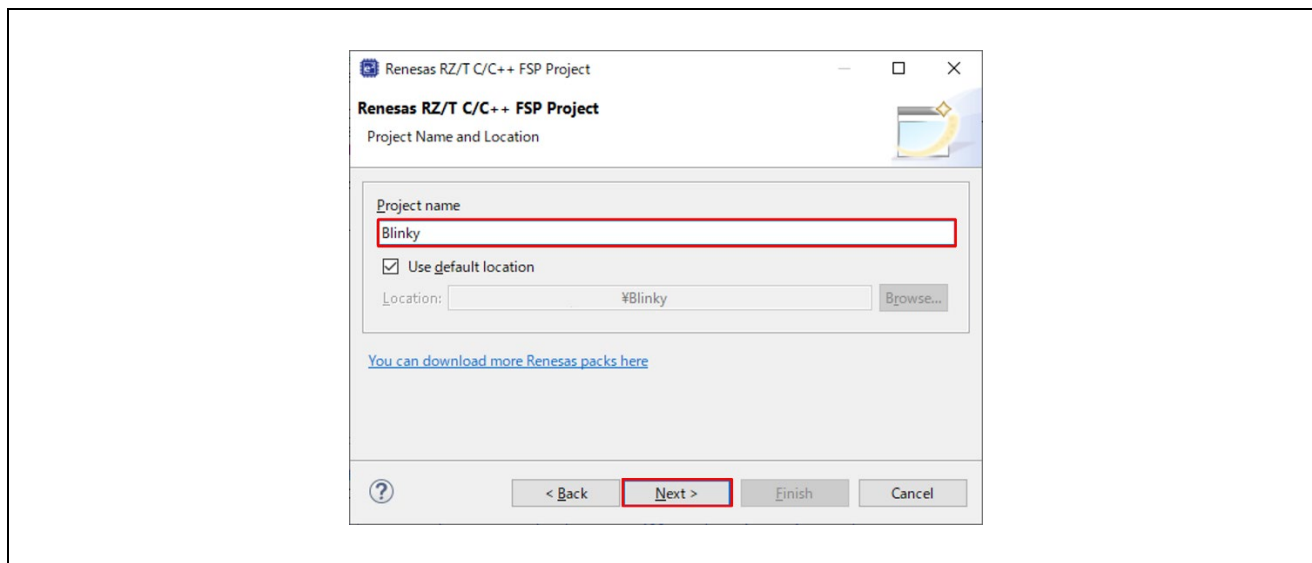 Renesas RZ/T C/C++ FSP Project
Renesas RZ/T C/C++ FSP Project
Project Name and Location
Project name
Blinky
Use default location
Location: ¥Blinky Browse...
You can download more Renesas packs here
? < Back Next > Finish Cancel